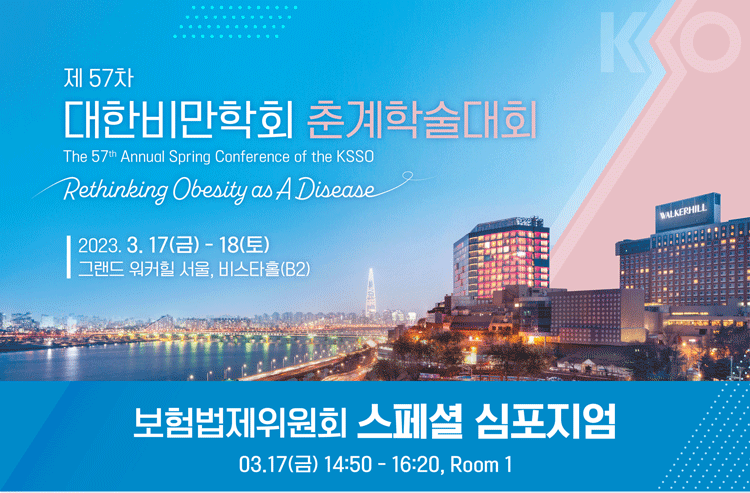 KSSO
제 57차
대한비만학회 춘계학술대회
The 57th Annual Spring Conference of the KSSO
Rethinking Obesity as A Disease
2023. 3. 17(금) - 18(토)
그랜드 워커힐 서울, 비스타홀(B2)
WALKERHILL
보험법제위원회 스페셜 심포지엄
03.17(금) 14:50 - 16:20, Room 1